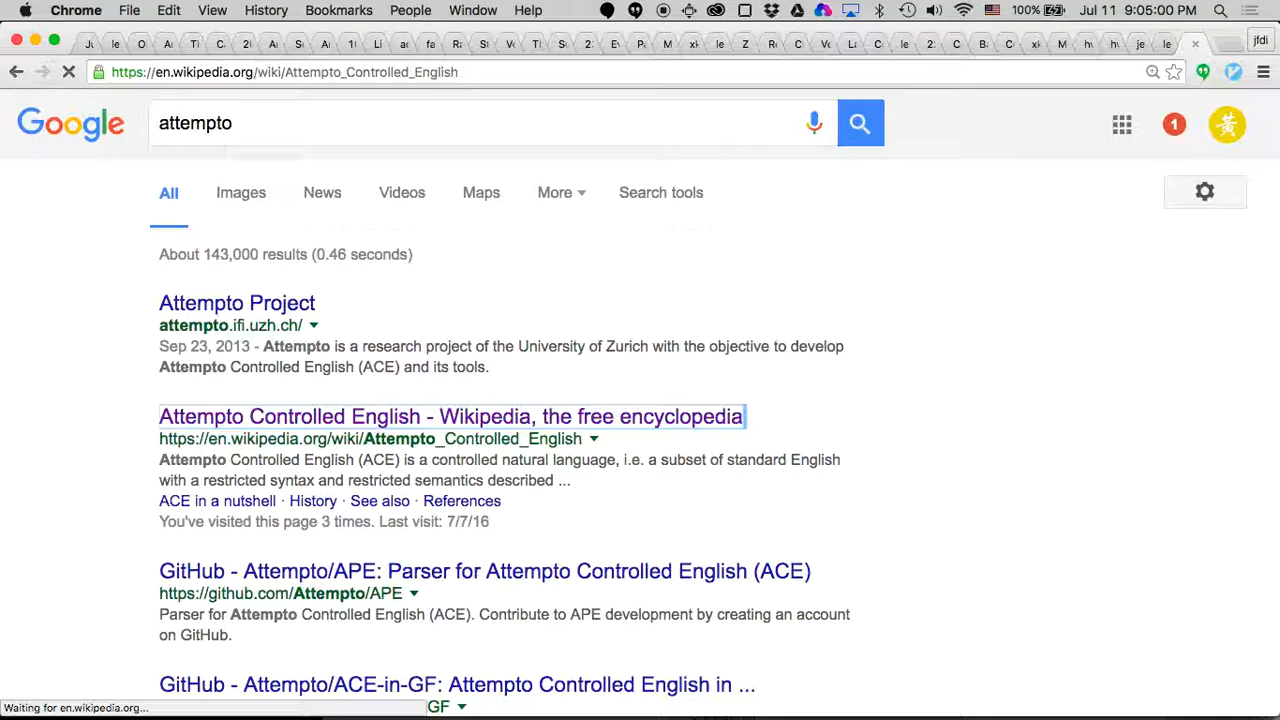 Chrome File Edit View History Bookmarks People Window Help 100% Jul 11 9:05:00 PM
jfdi
https://en.wikipedia.org/wiki/Attempto_Controlled_English
Google attempto 1 黃
All Images News Videos Maps More Search tools
About 143,000 results (0.46 seconds)
Attempto Project
attempto.ifi.uzh.ch/
Sep 23, 2013 - Attempto is a research project of the University of Zurich with the objective to develop
Attempto Controlled English (ACE) and its tools.
Attempto Controlled English - Wikipedia, the free encyclopedia
https://en.wikipedia.org/wiki/Attempto_Controlled_English
Attempto Controlled English (ACE) is a controlled natural language, i.e. a subset of standard English
with a restricted syntax and restricted semantics described ...
ACE in a nutshell · History · See also · References
You've visited this page 3 times. Last visit: 7/7/16
GitHub - Attempto/APE: Parser for Attempto Controlled English (ACE)
https://github.com/Attempto/APE
Parser for Attempto Controlled English (ACE). Contribute to APE development by creating an account
on GitHub.
GitHub - Attempto/ACE-in-GF: Attempto Controlled English in ...
Waiting for en.wikipedia.org... GF